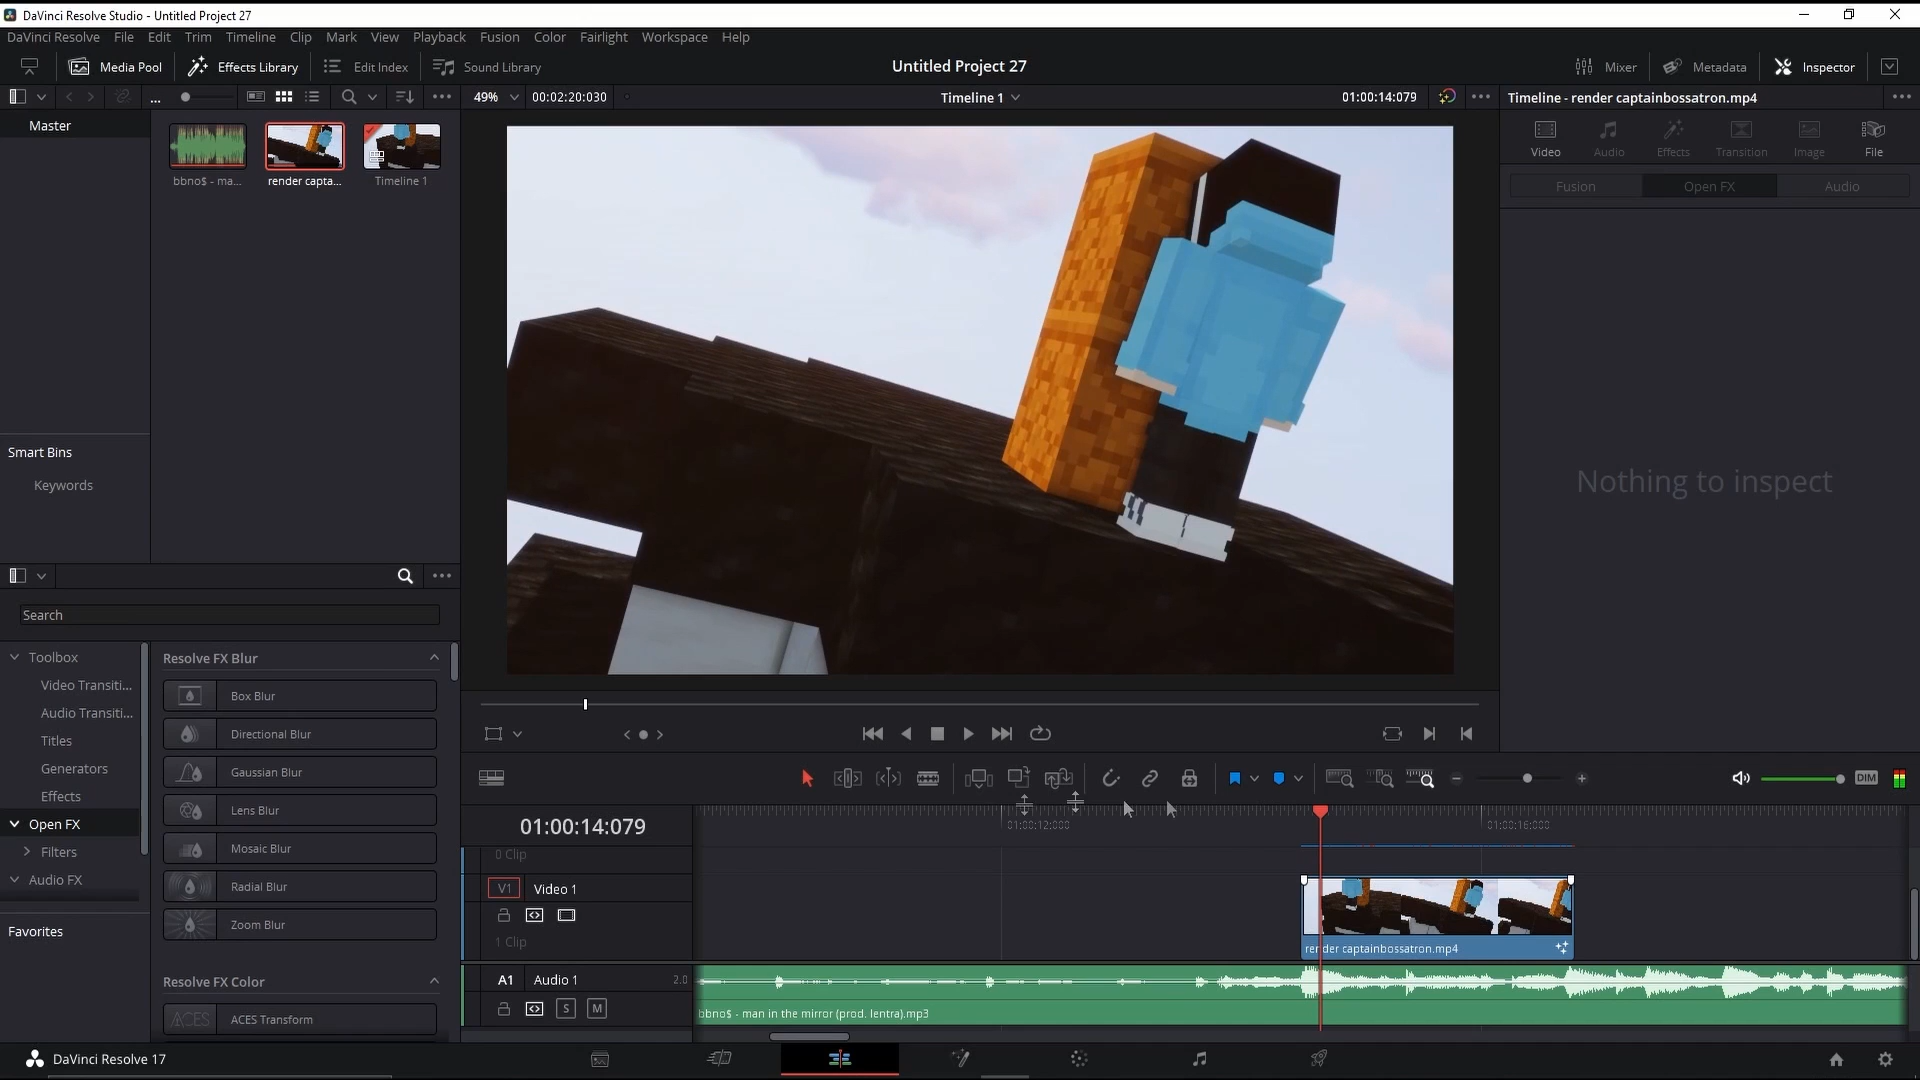 DaVinci Resolve Studio - Untitled Project 27
DaVinci Resolve File Edit Trim Timeline Clip Mark View Playback Fusion Color Fairlight Workspace Help
Media Pool Effects Library Edit Index Sound Library Untitled Project 27 Mixer Metadata Inspector
49% 00:02:20:030 Timeline 1 01:00:14:079 Timeline - render captainbossatron.mp4
Master
Video Audio Effects Transition Image File
bbno$ - ma... render capta... Timeline 1
Fusion Open FX Audio
Nothing to inspect
Smart Bins
Keywords
Search
Toolbox
Video Transiti...
Audio Transiti...
Titles
Generators
Effects
Open FX
Filters
Audio FX
Favorites
Resolve FX Blur
Box Blur
Directional Blur
Gaussian Blur
Lens Blur
Mosaic Blur
Radial Blur
Zoom Blur
Resolve FX Color
ACES ACES Transform
DIM
01:00:14:079
01:00:12:000 01:00:16:000
0 Clip
V1 Video 1
1 Clip
render captainbossatron.mp4
A1 Audio 1 2.0
S M
bbno$ - man in the mirror (prod. lentra).mp3
DaVinci Resolve 17